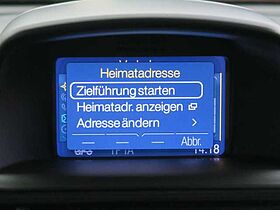 Heimatadresse
Zielführung starten
Heimatadr. anzeigen
Adresse ändern
Abbr.
14:18